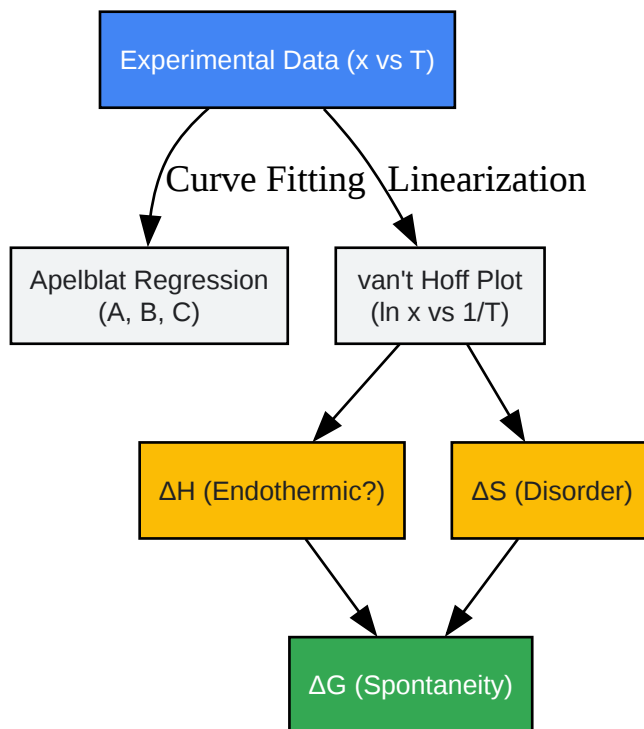 Experimental Data (x vs T)
Curve Fitting
Linearization
Apelblat Regression
(A, B, C)
van't Hoff Plot
(ln x vs 1/T)
ΔH (Endothermic?)
ΔS (Disorder)
ΔG (Spontaneity)